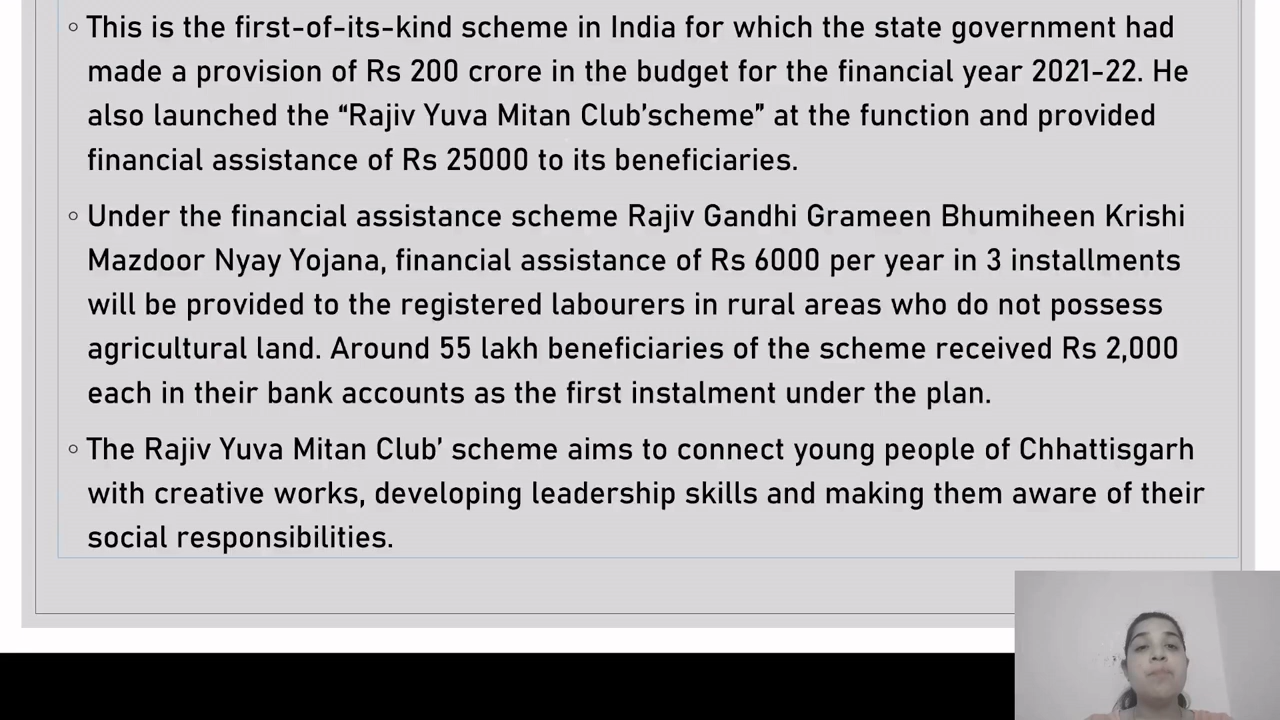 ◦ This is the first-of-its-kind scheme in India for which the state government had
made a provision of Rs 200 crore in the budget for the financial year 2021-22. He
also launched the “Rajiv Yuva Mitan Club’scheme” at the function and provided
financial assistance of Rs 25000 to its beneficiaries.
◦ Under the financial assistance scheme Rajiv Gandhi Grameen Bhumiheen Krishi
Mazdoor Nyay Yojana, financial assistance of Rs 6000 per year in 3 installments
will be provided to the registered labourers in rural areas who do not possess
agricultural land. Around 55 lakh beneficiaries of the scheme received Rs 2,000
each in their bank accounts as the first instalment under the plan.
◦ The Rajiv Yuva Mitan Club’ scheme aims to connect young people of Chhattisgarh
with creative works, developing leadership skills and making them aware of their
social responsibilities.